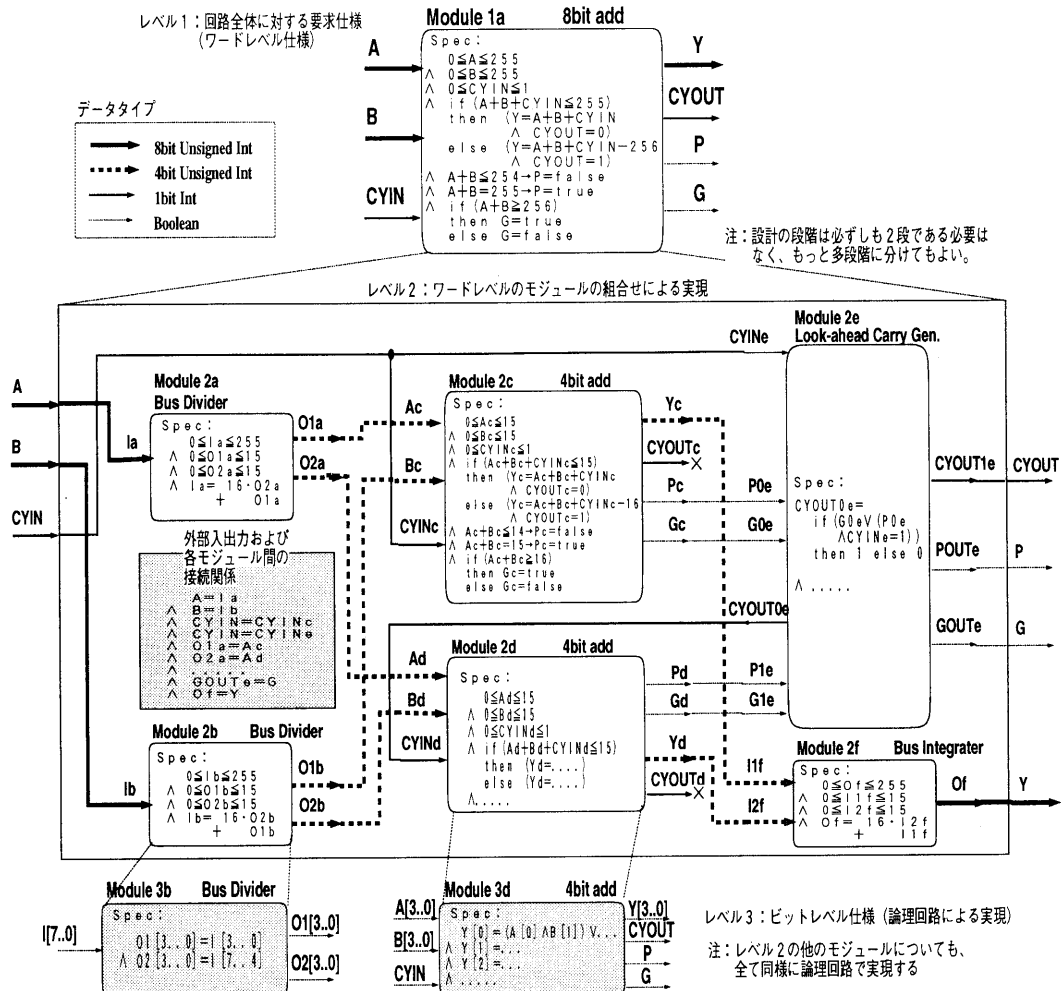 レベル1：回路全体に対する要求仕様
（ワードレベル仕様）
データタイプ
8bit Unsigned Int
4bit Unsigned Int
1bit Int
Boolean
Module 1a 8bit add
A
B
CYIN
Spec:
0≦A≦255
∧ 0≦B≦255
∧ 0≦CYIN≦1
∧ if (A+B+CYIN≦255)
then (Y=A+B+CYIN
∧ CYOUT=0)
else (Y=A+B+CYIN-256
∧ CYOUT=1)
∧ A+B≦254→P=false
∧ A+B=255→P=true
∧ if (A+B≧256)
then G=true
else G=false
Y
CYOUT
P
G
注：設計の段階は必ずしも2段である必要は
なく、もっと多段階に分けてもよい。
レベル2：ワードレベルのモジュールの組合せによる実現
A
B
CYIN
Ia
Ib
Module 2a
Bus Divider
Spec:
0≦Ia≦255
∧ 0≦O1a≦15
∧ 0≦O2a≦15
∧ Ia= 16·O2a
+ O1a
O1a
O2a
外部入出力および
各モジュール間の
接続関係
A=Ia
∧ B=Ib
∧ CYIN=CYINc
∧ CYIN=CYINe
∧ O1a=Ac
∧ O2a=Ad
∧ .....
∧ GOUTe=G
∧ Of=Y
Module 2b Bus Divider
Spec:
0≦Ib≦255
∧ 0≦O1b≦15
∧ 0≦O2b≦15
∧ Ib= 16·O2b
+ O1b
O1b
O2b
Module 2c 4bit add
Ac
Bc
CYINc
Spec:
0≦Ac≦15
∧ 0≦Bc≦15
∧ 0≦CYINc≦1
∧ if (Ac+Bc+CYINc≦15)
then (Yc=Ac+Bc+CYINc
∧ CYOUTc=0)
else (Yc=Ac+Bc+CYINc-16
∧ CYOUTc=1)
∧ Ac+Bc≦14→Pc=false
∧ Ac+Bc=15→Pc=true
∧ if (Ac+Bc≧16)
then Gc=true
else Gc=false
Yc
CYOUTc
Pc
Gc
Module 2d 4bit add
Ad
Bd
CYINd
Spec:
0≦Ad≦15
∧ 0≦Bd≦15
∧ 0≦CYINd≦1
∧ if (Ad+Bd+CYINd≦15)
then (Yd=....)
else (Yd=....)
∧.....
Pd
Gd
Yd
CYOUTd
Module 2e
Look-ahead Carry Gen.
CYINe
P0e
G0e
CYOUT0e
P1e
G1e
Spec:
CYOUT0e=
if (G0e∨(P0e
∧CYINe=1))
then 1 else 0
∧ .....
CYOUT1e
CYOUT
POUTe
P
GOUTe
G
Module 2f Bus Integrater
I1f
I2f
Spec:
0≦Of≦255
∧ 0≦I1f≦15
∧ 0≦I2f≦15
∧ Of= 16·I2f
+ I1f
Of
Y
Module 3b Bus Divider
I[7..0]
Spec:
O1[3..0]=I[3..0]
∧ O2[3..0]=I[7..4]
O1[3..0]
O2[3..0]
Module 3d 4bit add
A[3..0]
B[3..0]
CYIN
Spec:
Y[0]=(A[0]∧B[1])∨...
∧ Y[1]=...
∧ Y[2]=...
∧ .....
Y[3..0]
CYOUT
P
G
レベル3：ビットレベル仕様（論理回路による実現）
注：レベル2の他のモジュールについても、
全て同様に論理回路で実現する